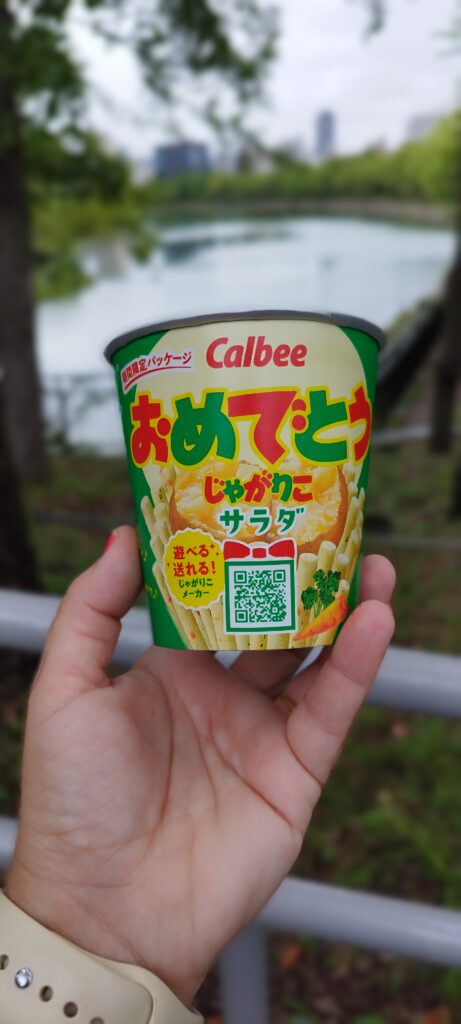 期間限定パッケージ
Calbee
おめでとう
じゃがりこ
サラダ
遊べる
送れる!
じゃがりこ
メーカー